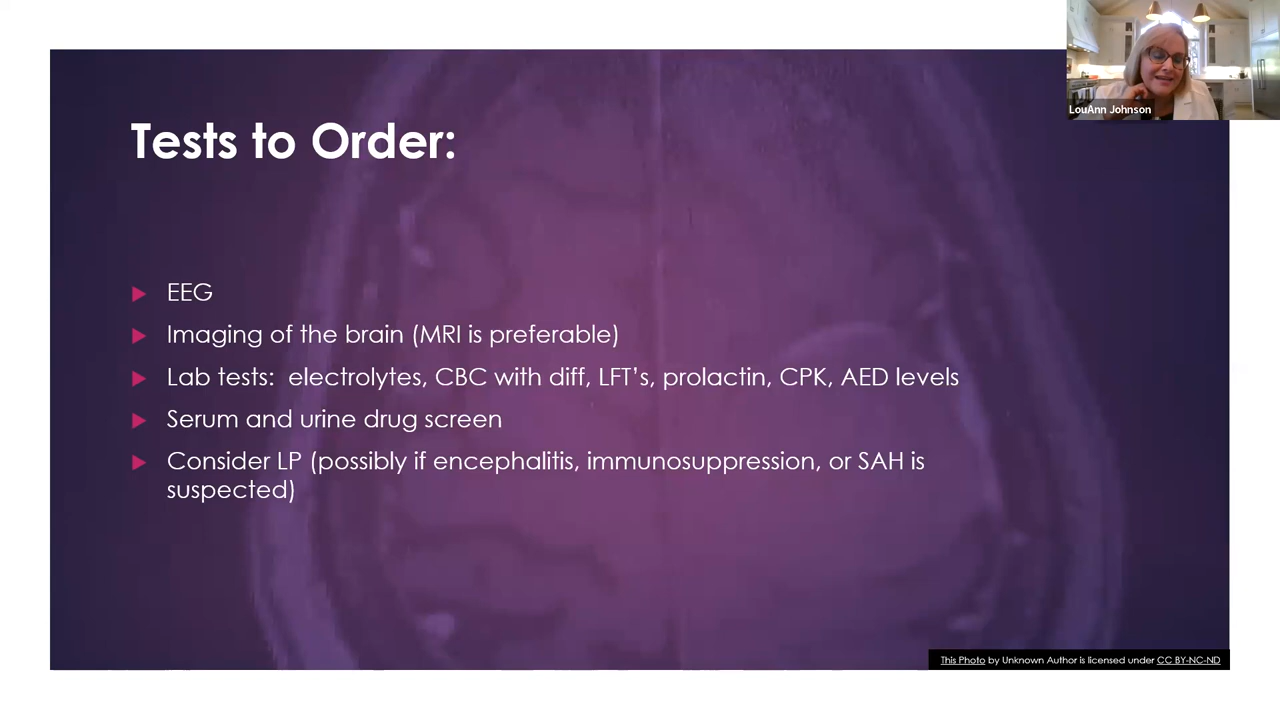 LouAnn Johnson
Tests to Order:
EEG
Imaging of the brain (MRI is preferable)
Lab tests:  electrolytes, CBC with diff, LFT’s, prolactin, CPK, AED levels
Serum and urine drug screen
Consider LP (possibly if encephalitis, immunosuppression, or SAH is
suspected)
This Photo by Unknown Author is licensed under CC BY-NC-ND